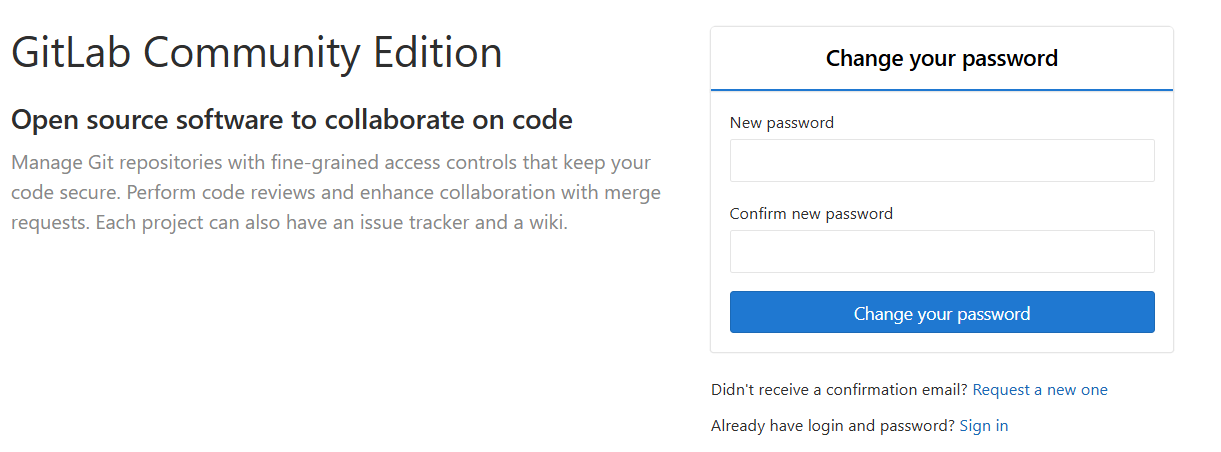 GitLab Community Edition
Open source software to collaborate on code
Manage Git repositories with fine-grained access controls that keep your
code secure. Perform code reviews and enhance collaboration with merge
requests. Each project can also have an issue tracker and a wiki.
Change your password
New password
Confirm new password
Change your password
Didn't receive a confirmation email? Request a new one
Already have login and password? Sign in